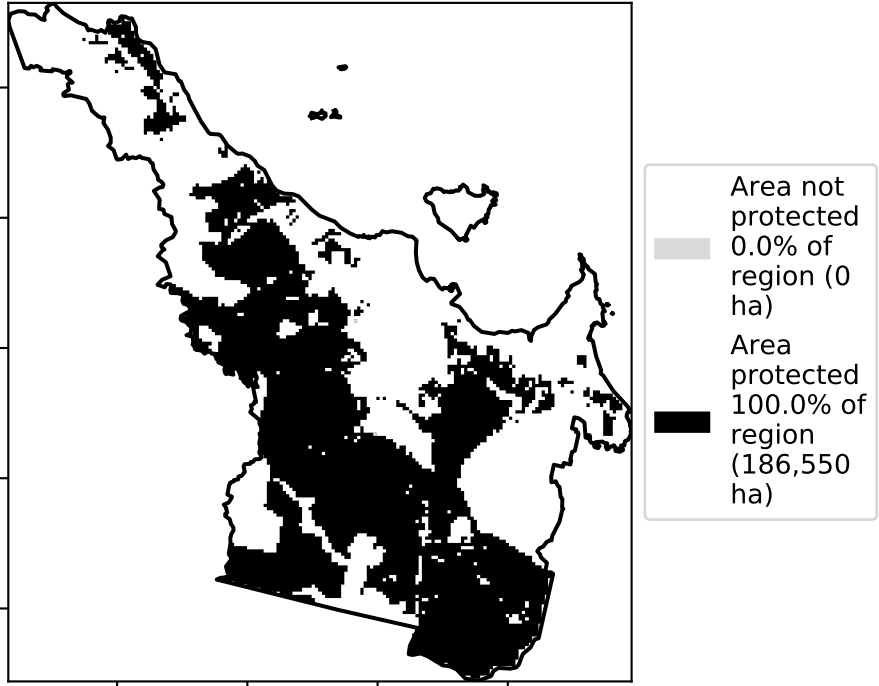 Area not
protected
0.0% of
region (0
ha)
Area
protected
100.0% of
region
(186,550
ha)